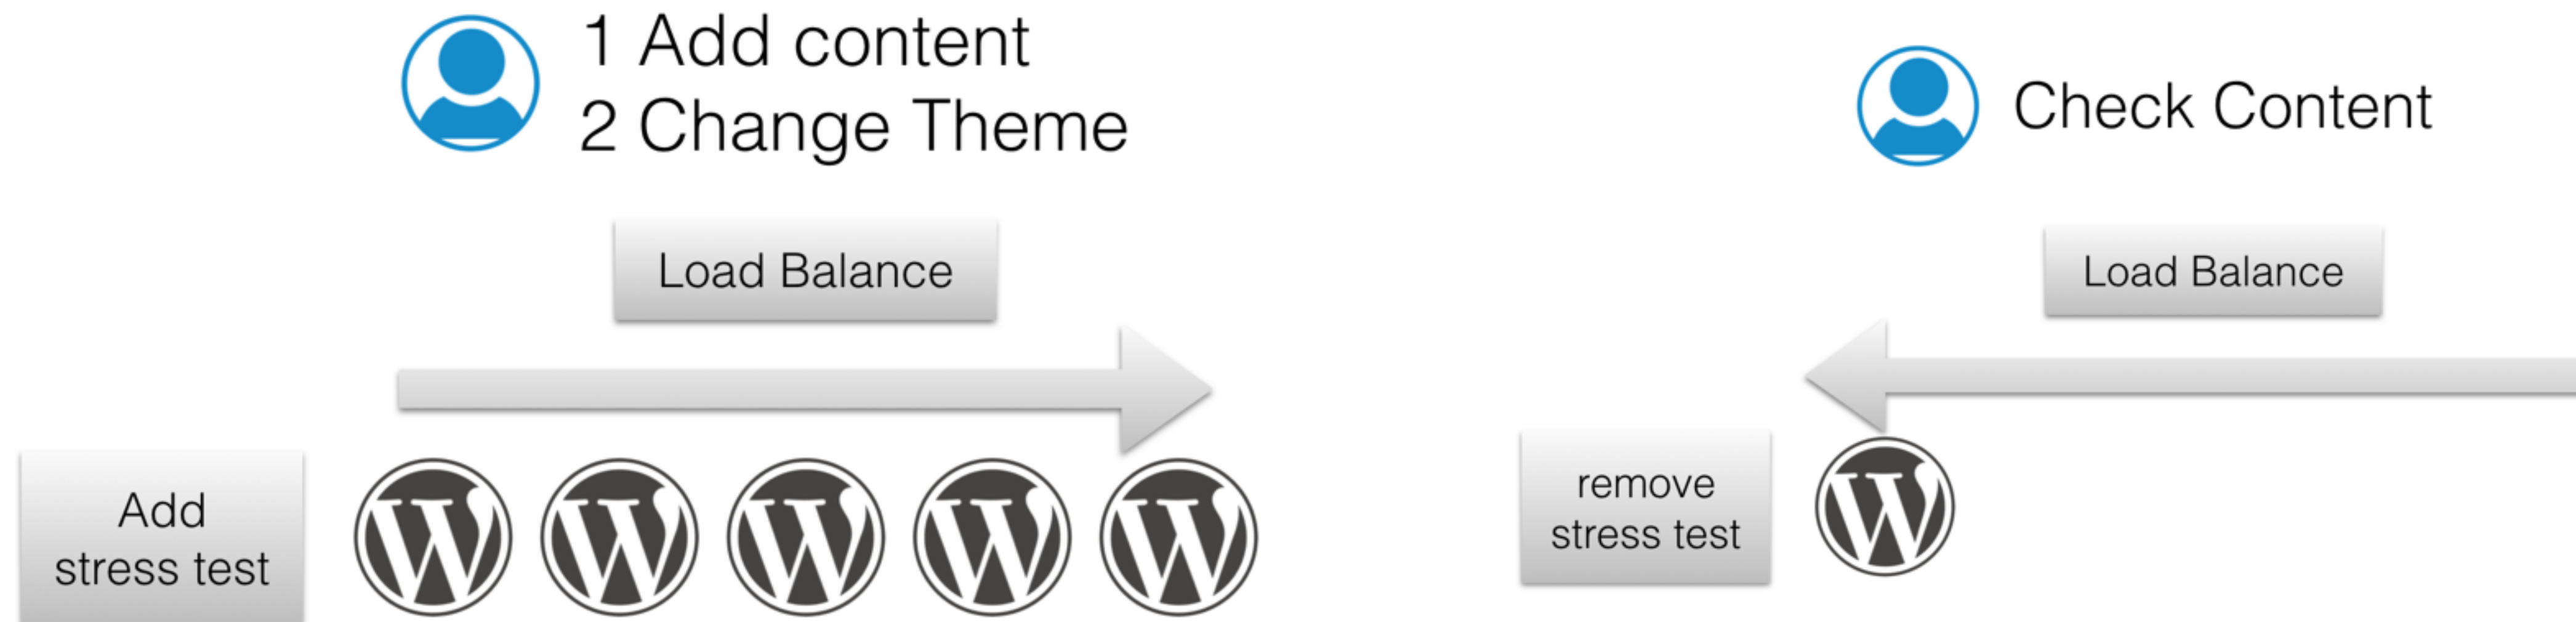 1 Add content
2 Change Theme
Load Balance
Add
stress test
Check Content
Load Balance
remove
stress test